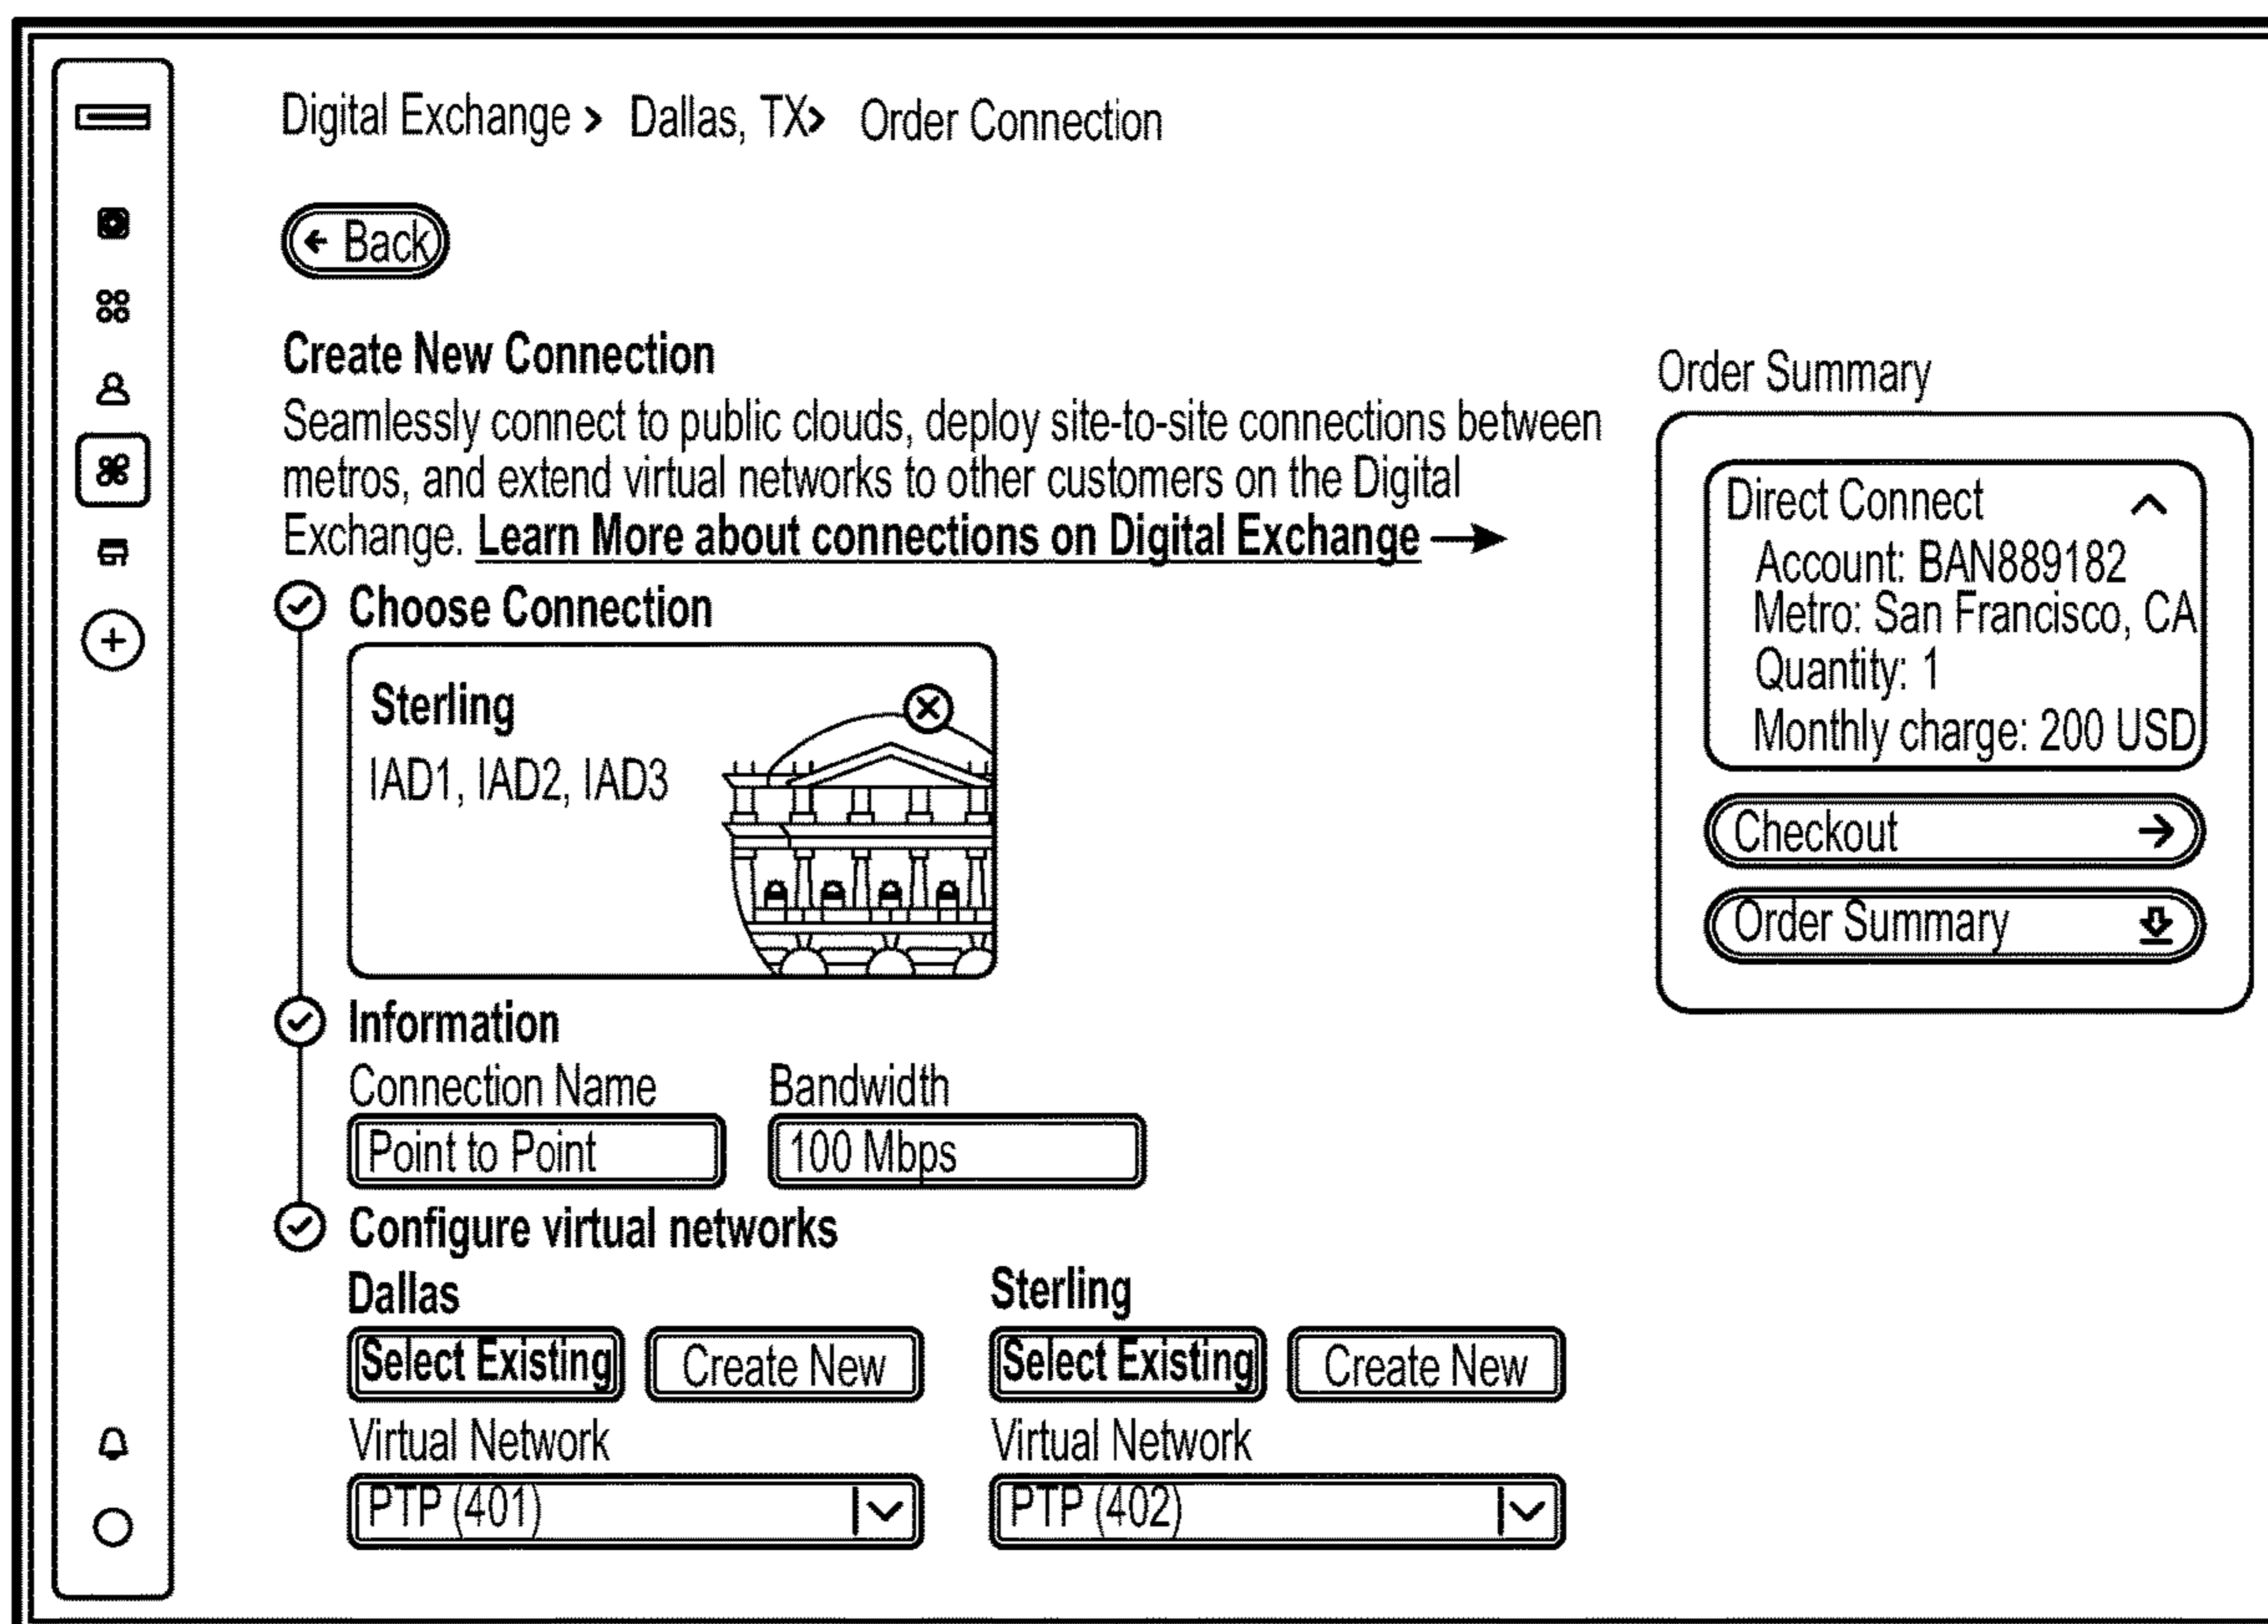 Digital Exchange > Dallas, TX> Order Connection
← Back
Create New Connection
Seamlessly connect to public clouds, deploy site-to-site connections between
metros, and extend virtual networks to other customers on the Digital
Exchange. Learn More about connections on Digital Exchange →
Choose Connection
Sterling
IAD1, IAD2, IAD3
Information
Connection Name Bandwidth
Point to Point 100 Mbps
Configure virtual networks
Dallas Sterling
Select Existing Create New Select Existing Create New
Virtual Network Virtual Network
PTP (401) PTP (402)
Order Summary
Direct Connect
Account: BAN889182
Metro: San Francisco, CA
Quantity: 1
Monthly charge: 200 USD
Checkout →
Order Summary